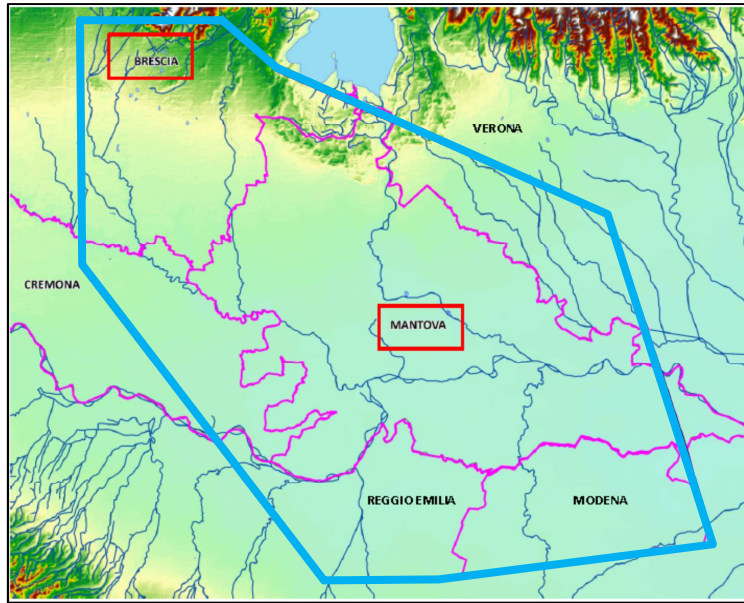 BRESCIA
VERONA
CREMONA
MANTOVA
REGGIO EMILIA
MODENA